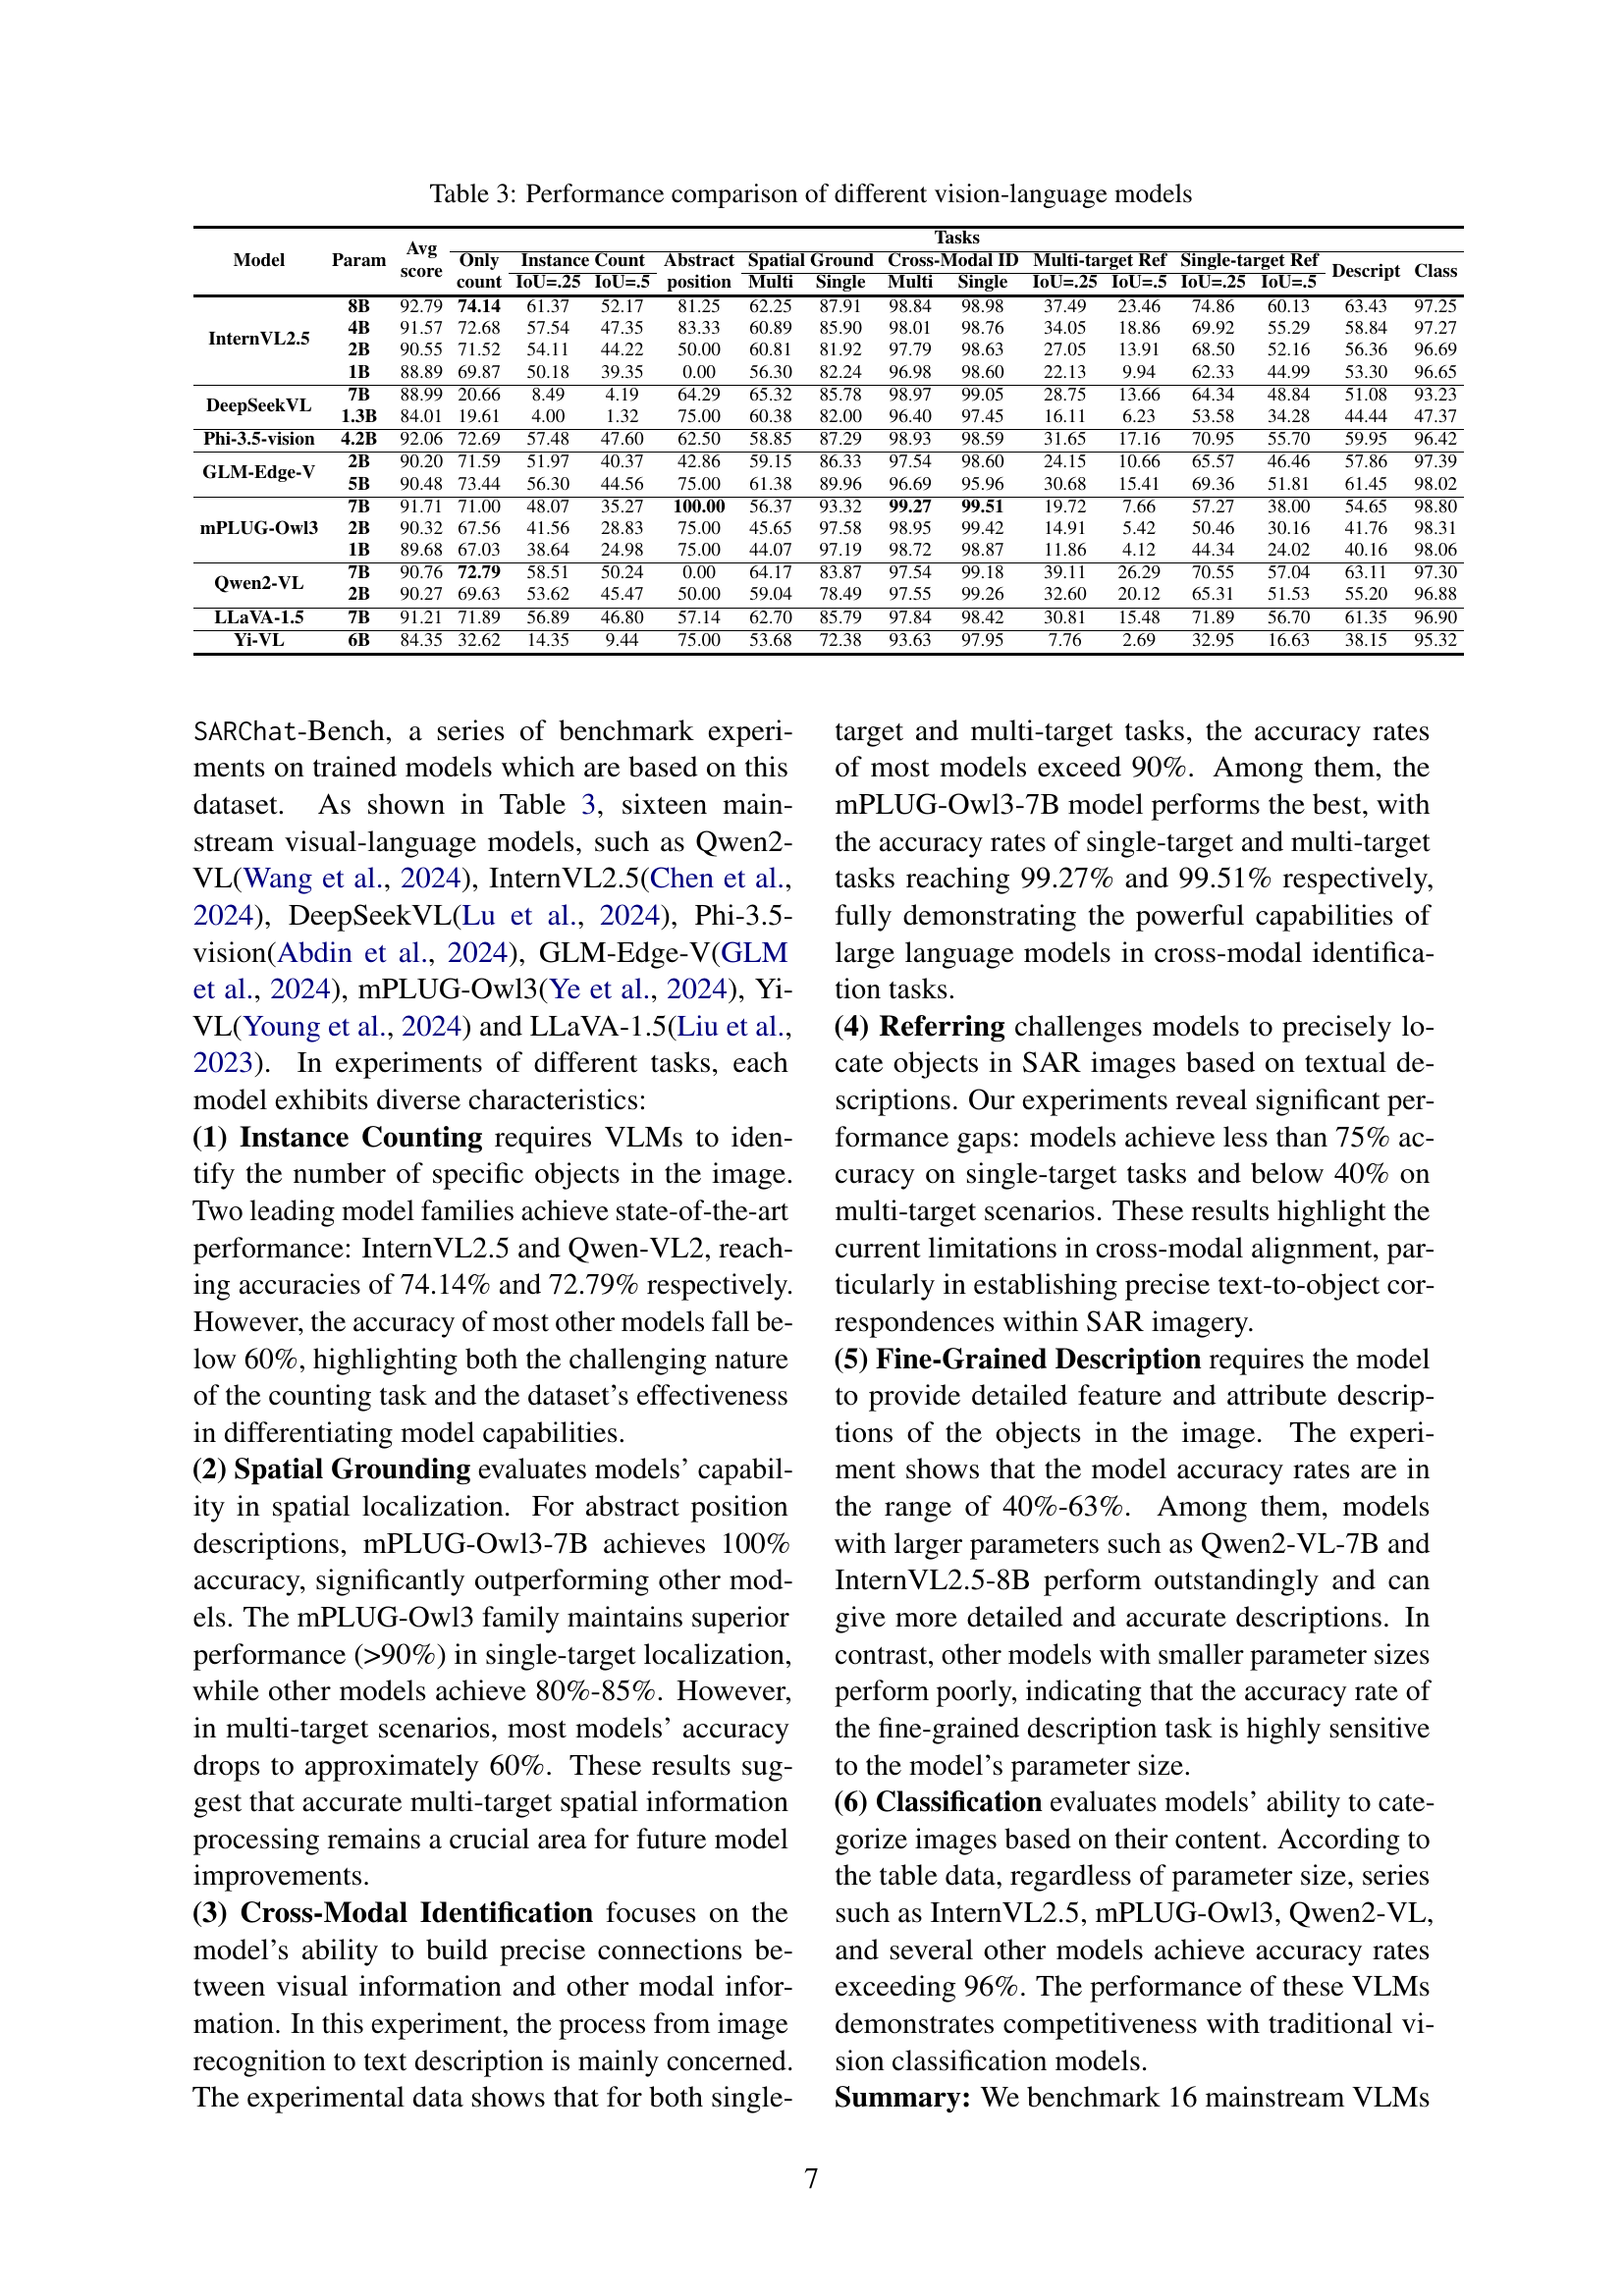 Table 3: Performance comparison of different vision-language models
Model Param Avg score Tasks
Only count Instance Count Abstract position Spatial Ground Cross-Modal ID Multi-target Ref Single-target Ref Descript Class
IoU=.25 IoU=.5 Multi Single Multi Single IoU=.25 IoU=.5 IoU=.25 IoU=.5
InternVL2.5 8B 92.79 74.14 61.37 52.17 81.25 62.25 87.91 98.84 98.98 37.49 23.46 74.86 60.13 63.43 97.25
4B 91.57 72.68 57.54 47.35 83.33 60.89 85.90 98.01 98.76 34.05 18.86 69.92 55.29 58.84 97.27
2B 90.55 71.52 54.11 44.22 50.00 60.81 81.92 97.79 98.63 27.05 13.91 68.50 52.16 56.36 96.69
1B 88.89 69.87 50.18 39.35 0.00 56.30 82.24 96.98 98.60 22.13 9.94 62.33 44.99 53.30 96.65
DeepSeekVL 7B 88.99 20.66 8.49 4.19 64.29 65.32 85.78 98.97 99.05 28.75 13.66 64.34 48.84 51.08 93.23
1.3B 84.01 19.61 4.00 1.32 75.00 60.38 82.00 96.40 97.45 16.11 6.23 53.58 34.28 44.44 47.37
Phi-3.5-vision 4.2B 92.06 72.69 57.48 47.60 62.50 58.85 87.29 98.93 98.59 31.65 17.16 70.95 55.70 59.95 96.42
GLM-Edge-V 2B 90.20 71.59 51.97 40.37 42.86 59.15 86.33 97.54 98.60 24.15 10.66 65.57 46.46 57.86 97.39
5B 90.48 73.44 56.30 44.56 75.00 61.38 89.96 96.69 95.96 30.68 15.41 69.36 51.81 61.45 98.02
mPLUG-Owl3 7B 91.71 71.00 48.07 35.27 100.00 56.37 93.32 99.27 99.51 19.72 7.66 57.27 38.00 54.65 98.80
2B 90.32 67.56 41.56 28.83 75.00 45.65 97.58 98.95 99.42 14.91 5.42 50.46 30.16 41.76 98.31
1B 89.68 67.03 38.64 24.98 75.00 44.07 97.19 98.72 98.87 11.86 4.12 44.34 24.02 40.16 98.06
Qwen2-VL 7B 90.76 72.79 58.51 50.24 0.00 64.17 83.87 97.54 99.18 39.11 26.29 70.55 57.04 63.11 97.30
2B 90.27 69.63 53.62 45.47 50.00 59.04 78.49 97.55 99.26 32.60 20.12 65.31 51.53 55.20 96.88
LLaVA-1.5 7B 91.21 71.89 56.89 46.80 57.14 62.70 85.79 97.84 98.42 30.81 15.48 71.89 56.70 61.35 96.90
Yi-VL 6B 84.35 32.62 14.35 9.44 75.00 53.68 72.38 93.63 97.95 7.76 2.69 32.95 16.63 38.15 95.32
SARChat-Bench, a series of benchmark experi-
ments on trained models which are based on this
dataset. As shown in Table 3, sixteen main-
stream visual-language models, such as Qwen2-
VL(Wang et al., 2024), InternVL2.5(Chen et al.,
2024), DeepSeekVL(Lu et al., 2024), Phi-3.5-
vision(Abdin et al., 2024), GLM-Edge-V(GLM
et al., 2024), mPLUG-Owl3(Ye et al., 2024), Yi-
VL(Young et al., 2024) and LLaVA-1.5(Liu et al.,
2023). In experiments of different tasks, each
model exhibits diverse characteristics:
(1) Instance Counting requires VLMs to iden-
tify the number of specific objects in the image.
Two leading model families achieve state-of-the-art
performance: InternVL2.5 and Qwen-VL2, reach-
ing accuracies of 74.14% and 72.79% respectively.
However, the accuracy of most other models fall be-
low 60%, highlighting both the challenging nature
of the counting task and the dataset's effectiveness
in differentiating model capabilities.
(2) Spatial Grounding evaluates models' capabil-
ity in spatial localization. For abstract position
descriptions, mPLUG-Owl3-7B achieves 100%
accuracy, significantly outperforming other mod-
els. The mPLUG-Owl3 family maintains superior
performance (>90%) in single-target localization,
while other models achieve 80%-85%. However,
in multi-target scenarios, most models' accuracy
drops to approximately 60%. These results sug-
gest that accurate multi-target spatial information
processing remains a crucial area for future model
improvements.
(3) Cross-Modal Identification focuses on the
model's ability to build precise connections be-
tween visual information and other modal infor-
mation. In this experiment, the process from image
recognition to text description is mainly concerned.
The experimental data shows that for both single-
target and multi-target tasks, the accuracy rates
of most models exceed 90%. Among them, the
mPLUG-Owl3-7B model performs the best, with
the accuracy rates of single-target and multi-target
tasks reaching 99.27% and 99.51% respectively,
fully demonstrating the powerful capabilities of
large language models in cross-modal identifica-
tion tasks.
(4) Referring challenges models to precisely lo-
cate objects in SAR images based on textual de-
scriptions. Our experiments reveal significant per-
formance gaps: models achieve less than 75% ac-
curacy on single-target tasks and below 40% on
multi-target scenarios. These results highlight the
current limitations in cross-modal alignment, par-
ticularly in establishing precise text-to-object cor-
respondences within SAR imagery.
(5) Fine-Grained Description requires the model
to provide detailed feature and attribute descrip-
tions of the objects in the image. The experi-
ment shows that the model accuracy rates are in
the range of 40%-63%. Among them, models
with larger parameters such as Qwen2-VL-7B and
InternVL2.5-8B perform outstandingly and can
give more detailed and accurate descriptions. In
contrast, other models with smaller parameter sizes
perform poorly, indicating that the accuracy rate of
the fine-grained description task is highly sensitive
to the model's parameter size.
(6) Classification evaluates models' ability to cate-
gorize images based on their content. According to
the table data, regardless of parameter size, series
such as InternVL2.5, mPLUG-Owl3, Qwen2-VL,
and several other models achieve accuracy rates
exceeding 96%. The performance of these VLMs
demonstrates competitiveness with traditional vi-
sion classification models.
Summary: We benchmark 16 mainstream VLMs
7